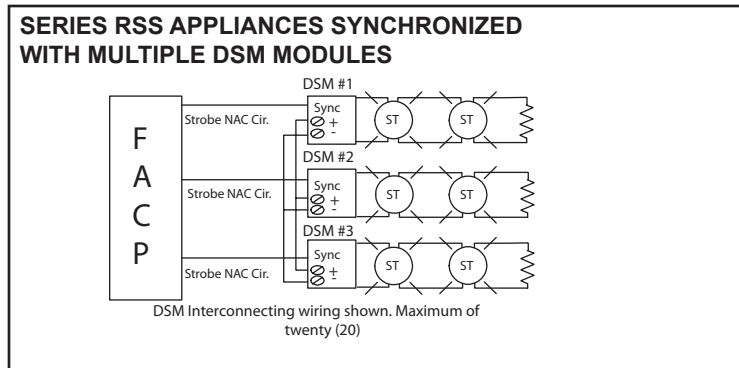 SERIES RSS APPLIANCES SYNCHRONIZED
WITH MULTIPLE DSM MODULES
F
A
C
P
DSM #1
Sync
+
-
Strobe NAC Cir.
ST
ST
DSM #2
Sync
+
-
Strobe NAC Cir.
ST
ST
DSM #3
Sync
+
-
Strobe NAC Cir.
ST
ST
DSM Interconnecting wiring shown. Maximum of
twenty (20)